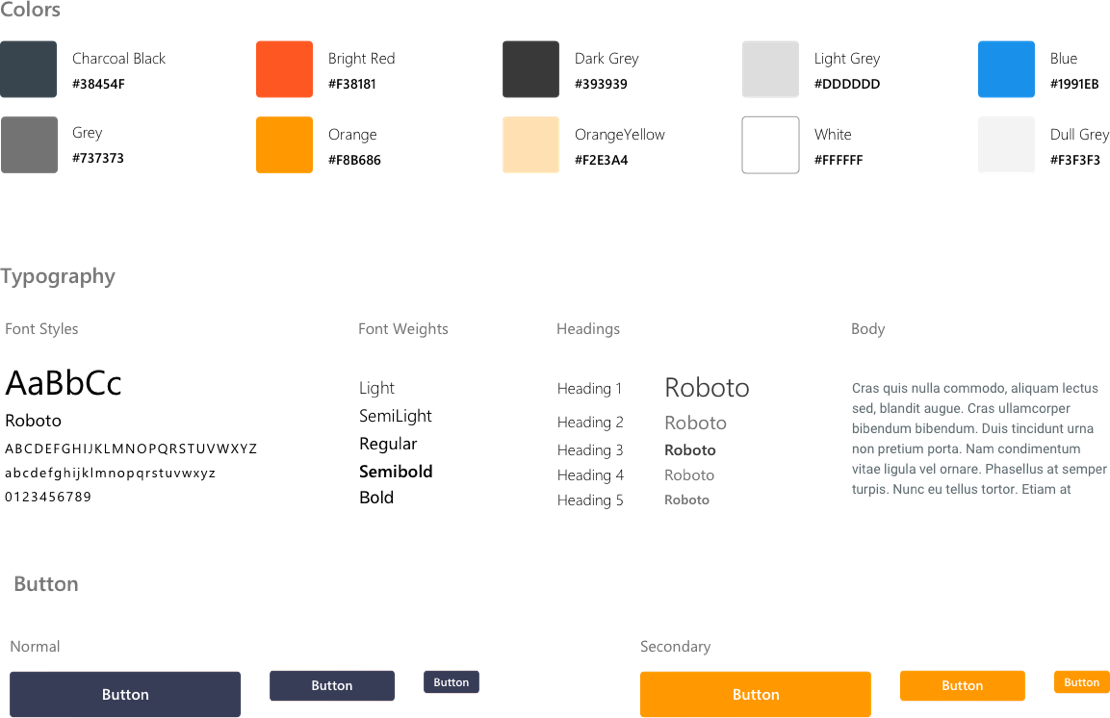 Colors
Charcoal Black
#38454F
Bright Red
#F38181
Dark Grey
#393939
Light Grey
#DDDDDD
Blue
#1991EB
Grey
#737373
Orange
#F8B686
OrangeYellow
#F2E3A4
White
#FFFFFF
Dull Grey
#F3F3F3
Typography
Font Styles
AaBbCc
Roboto
ABCDEFGHIJKLMNOPQRSTUVWXYZ
abcdefghijklmnopqrstuvwxyz
0123456789
Font Weights
Light
SemiLight
Regular
Semibold
Bold
Headings
Heading 1 Roboto
Heading 2 Roboto
Heading 3 Roboto
Heading 4 Roboto
Heading 5 Roboto
Body
Cras quis nulla commodo, aliquam lectus
sed, blandit augue. Cras ullamcorper
bibendum bibendum. Duis tincidunt urna
non pretium porta. Nam condimentum
vitae ligula vel ornare. Phasellus at semper
turpis. Nunc eu tellus tortor. Etiam at
Button
Normal
Button Button Button
Secondary
Button Button Button